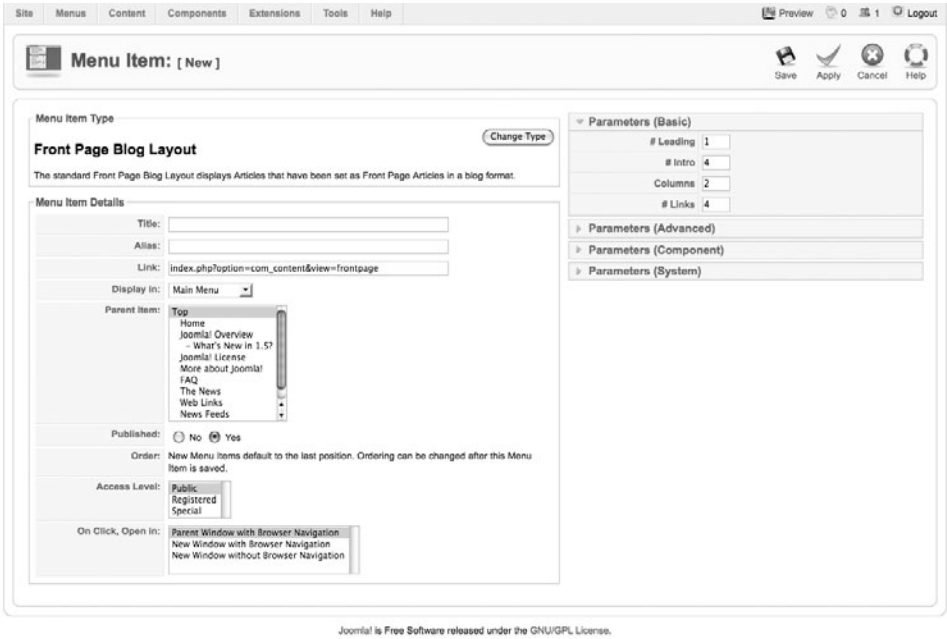 Site Menus Content Components Extensions Tools Help Preview 0 1 Logout
Menu Item: [ New ]
Save Apply Cancel Help
Menu Item Type
Change Type
Front Page Blog Layout
The standard Front Page Blog Layout displays Articles that have been set as Front Page Articles in a blog format.
Menu Item Details
Title:
Alias:
Link: index.php?option=com_content&view=frontpage
Display in: Main Menu
Parent Item: Top
Home
Joomla! Overview
- What's New in 1.5?
Joomla! License
More about Joomla!
FAQ
The News
Web Links
News Feeds
Published: No Yes
Order: New Menu Items default to the last position. Ordering can be changed after this Menu
Item is saved.
Access Level: Public
Registered
Special
On Click, Open in: Parent Window with Browser Navigation
New Window with Browser Navigation
New Window without Browser Navigation
Parameters (Basic)
# Leading 1
# Intro 4
Columns 2
# Links 4
Parameters (Advanced)
Parameters (Component)
Parameters (System)
Joomla! is Free Software released under the GNU/GPL License.